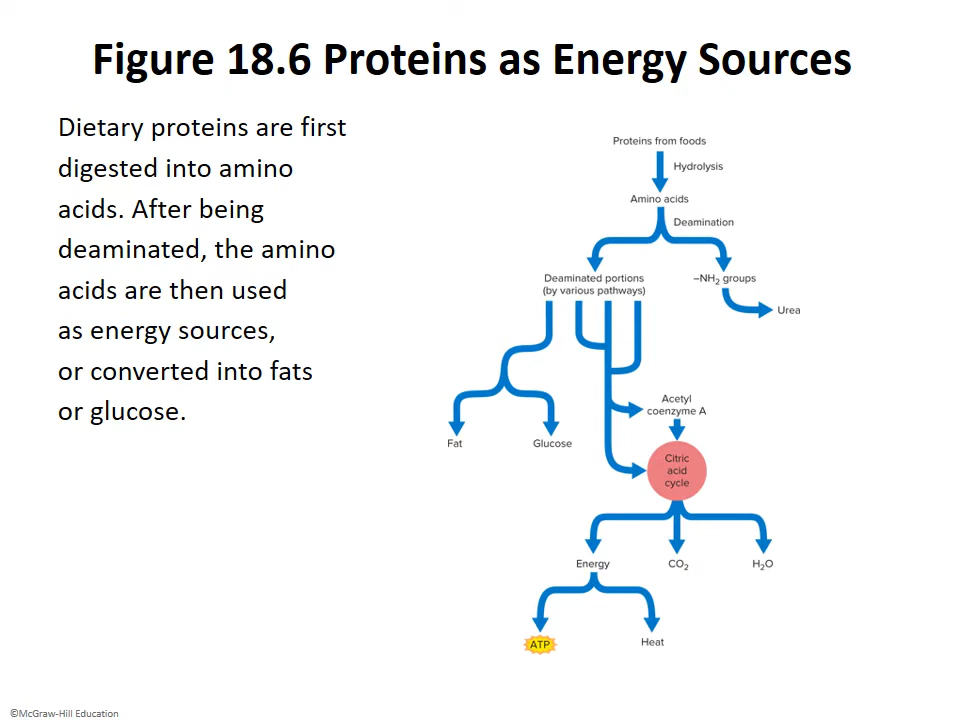 Figure 18.6 Proteins as Energy Sources
Dietary proteins are first
digested into amino
acids. After being
deaminated, the amino
acids are then used
as energy sources,
or converted into fats
or glucose.
Proteins from foods
Hydrolysis
Amino acids
Deamination
Deaminated portions
(by various pathways)
–NH₂ groups
Urea
Acetyl
coenzyme A
Fat
Glucose
Citric
acid
cycle
Energy
CO₂
H₂O
ATP
Heat
©McGraw-Hill Education